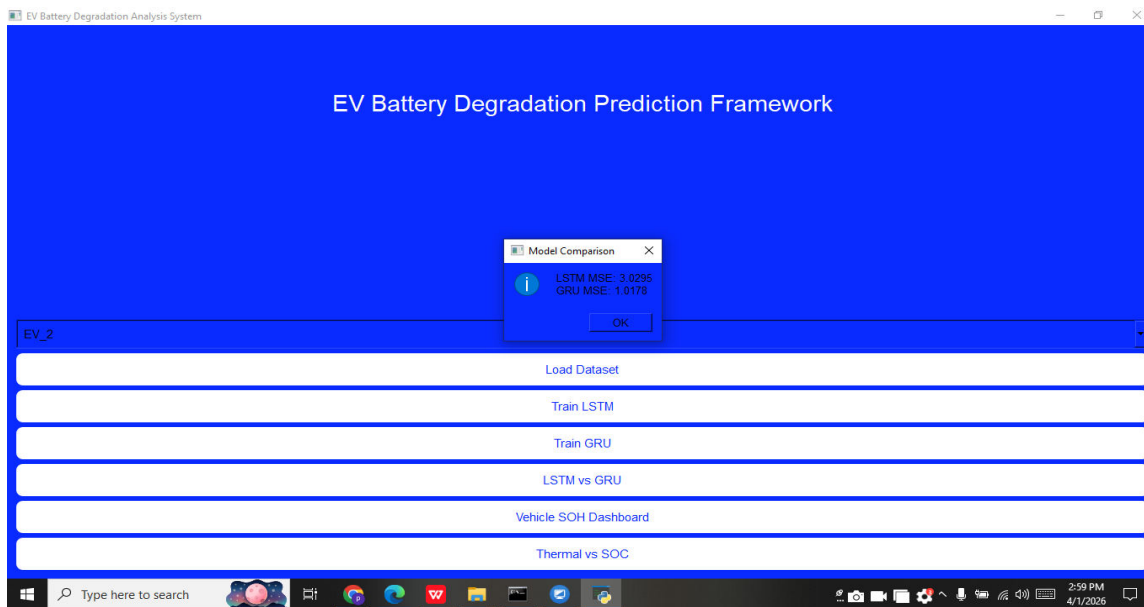 EV Battery Degradation Analysis System
EV Battery Degradation Prediction Framework
Model Comparison
LSTM MSE: 3.0295
GRU MSE: 1.0178
OK
EV_2
Load Dataset
Train LSTM
Train GRU
LSTM vs GRU
Vehicle SOH Dashboard
Thermal vs SOC
Type here to search
W
2:59 PM
4/1/2026